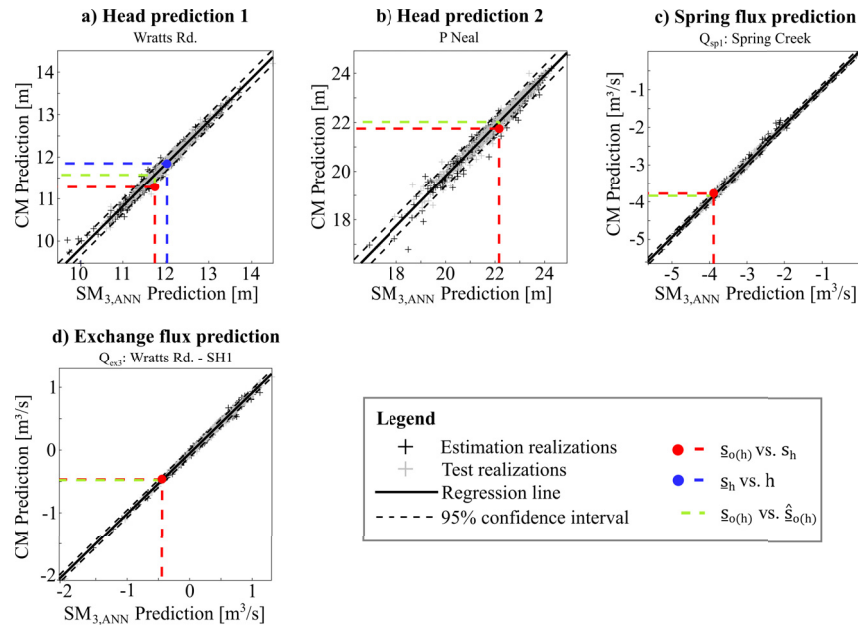 a) Head prediction 1
Wratts Rd.
14
13
12
11
10
CM Prediction [m]
10 11 12 13 14
SM3,ANN Prediction [m]
b) Head prediction 2
P Neal
24
22
20
18
CM Prediction [m]
18 20 22 24
SM3,ANN Prediction [m]
c) Spring flux prediction
Qsp1: Spring Creek
0
-1
-2
-3
-4
-5
CM Prediction [m³/s]
-5 -4 -3 -2 -1 0
SM3,ANN Prediction [m³/s]
d) Exchange flux prediction
Qex3: Wratts Rd. - SH1
1
0
-1
-2
CM Prediction [m³/s]
-2 -1 0 1
SM3,ANN Prediction [m³/s]
Legend
Estimation realizations
Test realizations
Regression line
95% confidence interval
s̲o(h) vs. s̲h
s̲h vs. h
s̲o(h) vs. ŝ̲o(h)